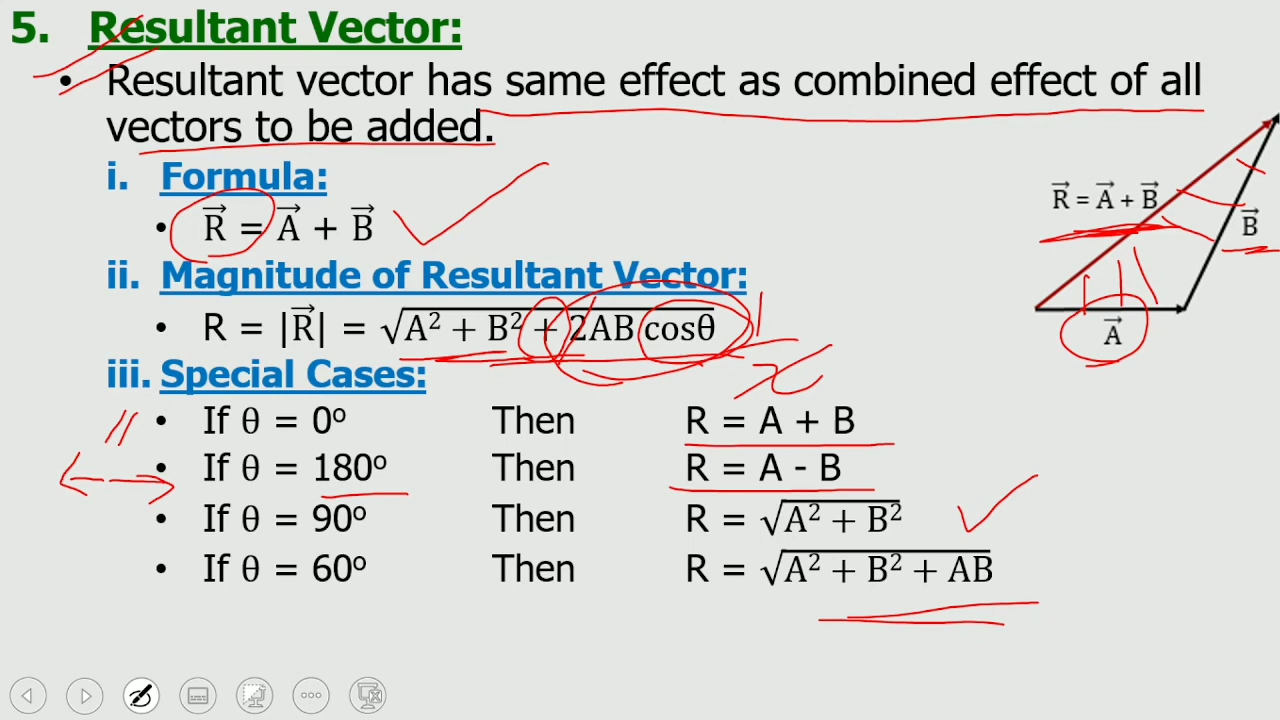 5. Resultant Vector:
• Resultant vector has same effect as combined effect of all
vectors to be added.
i. Formula:
• R⃗ = A⃗ + B⃗
ii. Magnitude of Resultant Vector:
• R = |R⃗| = √(A² + B² + 2AB cosθ)
iii. Special Cases:
• If θ = 0° Then R = A + B
• If θ = 180° Then R = A - B
• If θ = 90° Then R = √(A² + B²)
• If θ = 60° Then R = √(A² + B² + AB)
R⃗ = A⃗ + B⃗
B⃗
A⃗